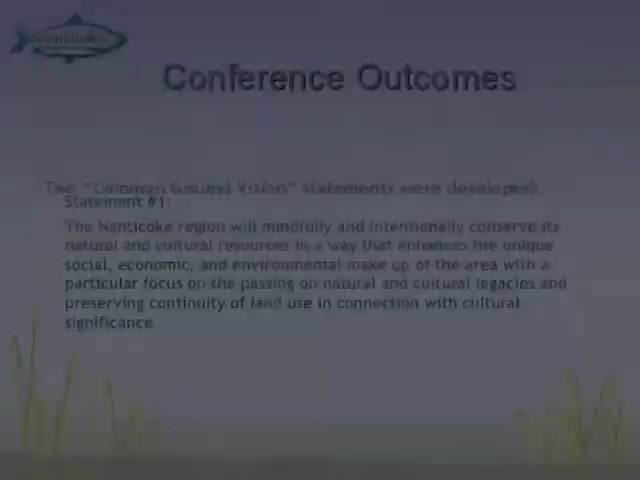 Conference Outcomes
Two "Common Ground Vision" statements were developed:
Statement #1:
The Nanticoke region will mindfully and intentionally conserve its
natural and cultural resources in a way that enhances the unique
social, economic, and environmental make up of the area with a
particular focus on the passing on natural and cultural legacies and
preserving continuity of land use in connection with cultural
significance